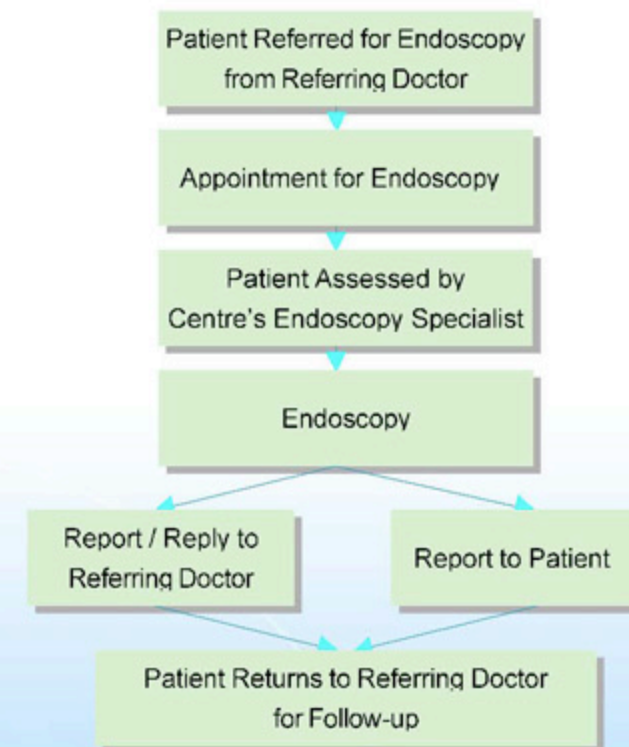 Patient Referred for Endoscopy
from Referring Doctor
Appointment for Endoscopy
Patient Assessed by
Centre's Endoscopy Specialist
Endoscopy
Report / Reply to
Referring Doctor
Report to Patient
Patient Returns to Referring Doctor
for Follow-up